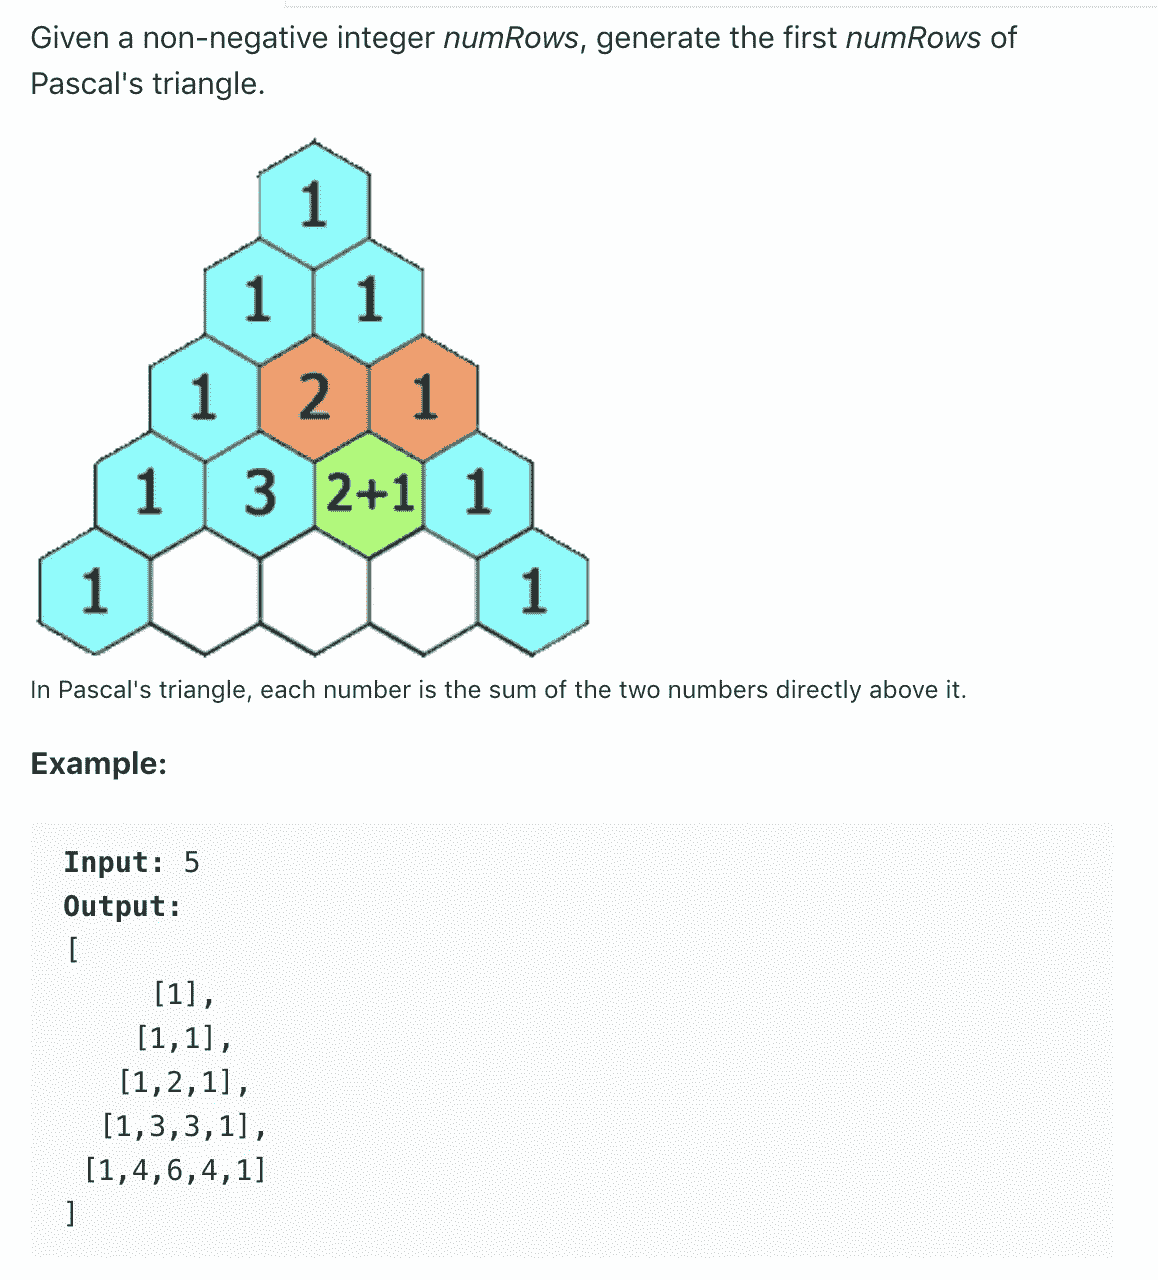 Given a non-negative integer numRows, generate the first numRows of
Pascal's triangle.
1
1 1
1 2 1
1 3 2+1 1
1 1
In Pascal's triangle, each number is the sum of the two numbers directly above it.
Example:
Input: 5
Output:
[
[1],
[1,1],
[1,2,1],
[1,3,3,1],
[1,4,6,4,1]
]